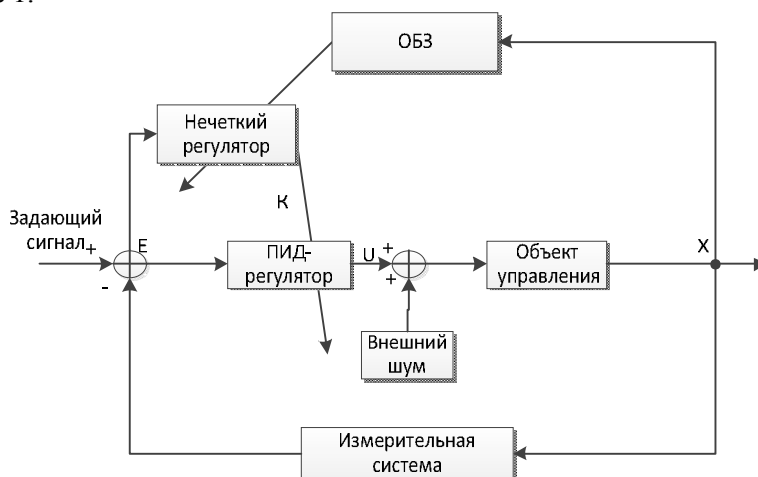 ОБЗ
Нечеткий
регулятор
К
Задающий
сигнал
+
-
E
ПИД-
регулятор
U
+
+
Объект
управления
X
Внешний
шум
Измерительная
система